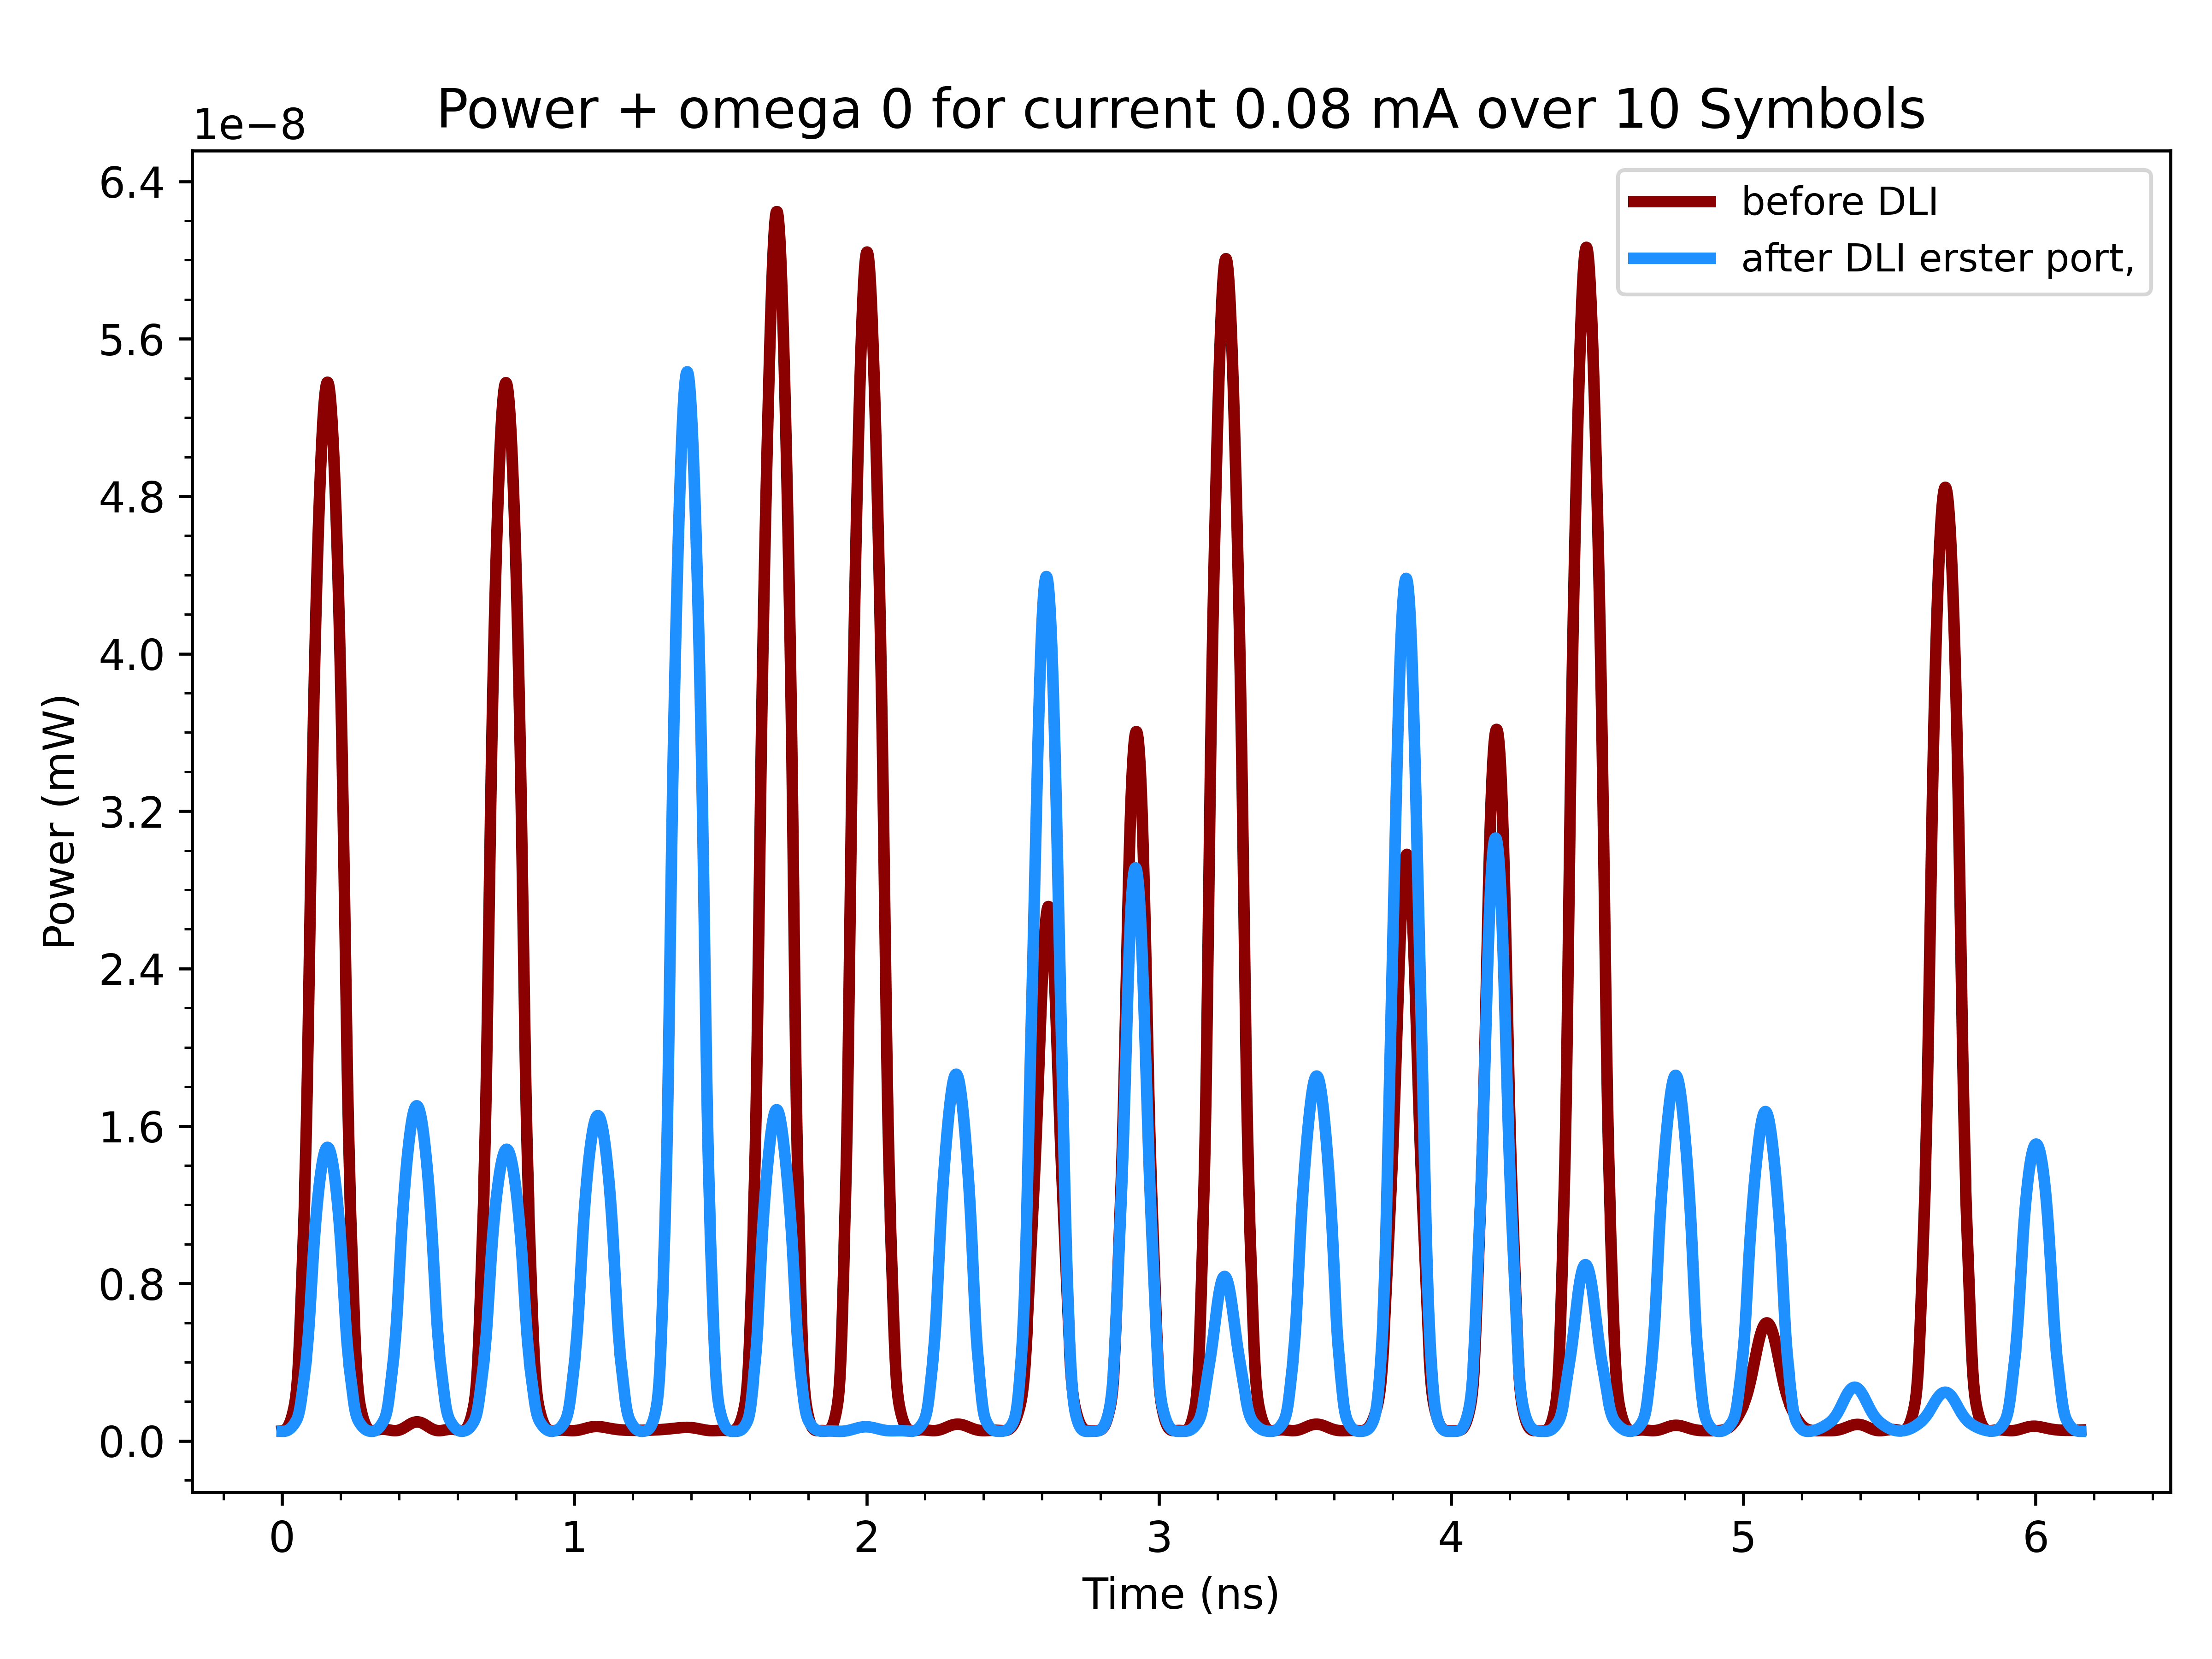 Power + omega 0 for current 0.08 mA over 10 Symbols
1e−8
before DLI
after DLI erster port,
6.4
5.6
4.8
4.0
3.2
2.4
1.6
0.8
0.0
Power (mW)
0 1 2 3 4 5 6
Time (ns)